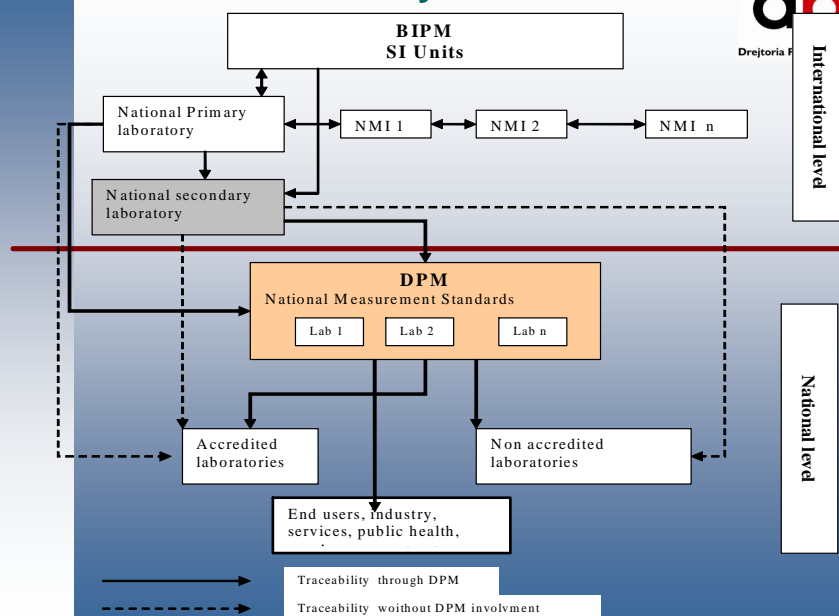 BIPM
SI Units
Drejtoria
International level
National Primary
laboratory
NMI 1
NMI 2
NMI n
National secondary
laboratory
DPM
National Measurement Standards
Lab 1
Lab 2
Lab n
National level
Accredited
laboratories
Non accredited
laboratories
End users, industry,
services, public health,
Traceability through DPM
Traceability woithout DPM involyment